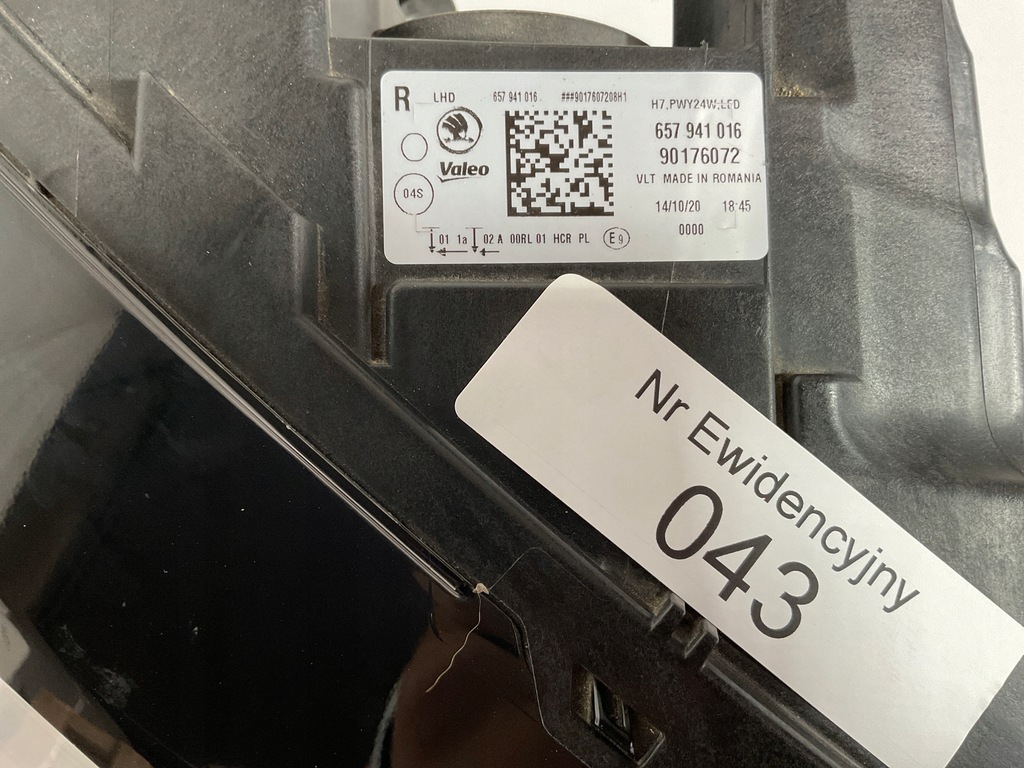 R LHD 657 941 016 ###9017607208H1 H7,PWY24W,LED
657 941 016
90176072
Valeo
VLT MADE IN ROMANIA
04S
14/10/20 18:45
0000
01 1a 02 A 00RL 01 HCR PL E9
Nr Ewidencyjny
043